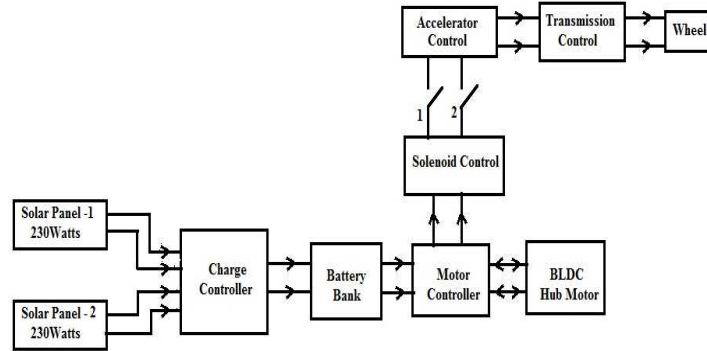 Accelerator
Control
Transmission
Control
Wheel
1
2
Solenoid Control
Solar Panel -1
230Watts
Charge
Controller
Battery
Bank
Motor
Controller
BLDC
Hub Motor
Solar Panel - 2
230Watts